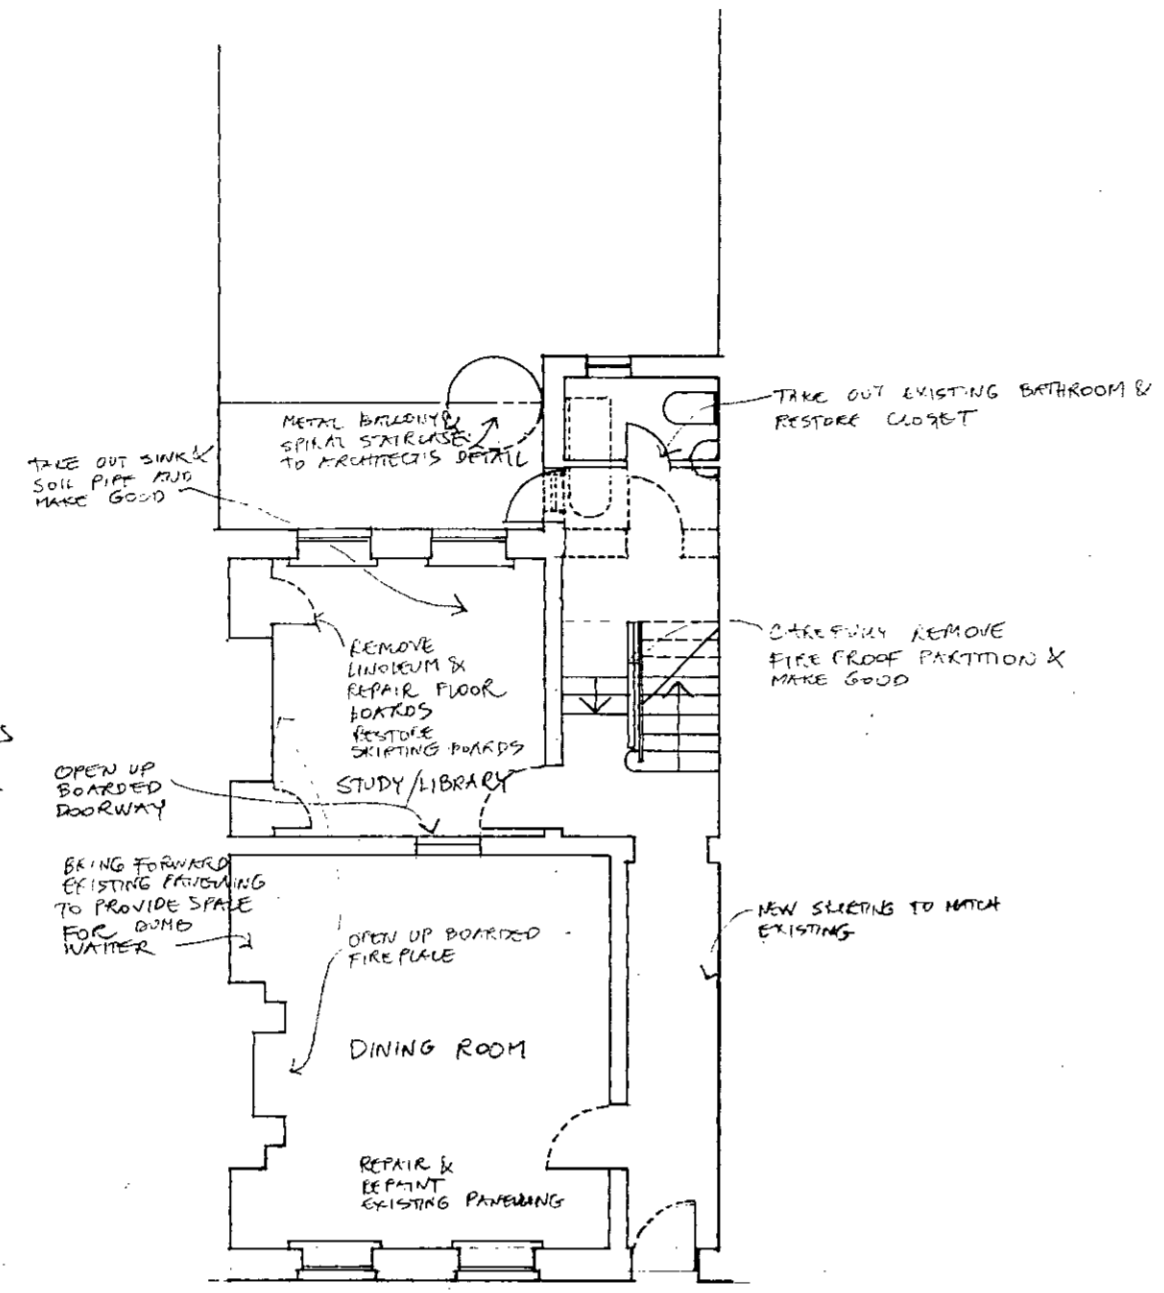 METAL BALCONY &
SPIRAL STAIRCASE
TO ARCHITECT'S DETAIL
TAKE OUT EXISTING BATHROOM &
RESTORE CLOSET
TAKE OUT SINK &
SOIL PIPE AND
MAKE GOOD
REMOVE
LINOLEUM &
REPAIR FLOOR
BOARDS
RESTORE
SKIRTING BOARDS
STUDY/LIBRARY
CAREFULLY REMOVE
FIRE PROOF PARTITION &
MAKE GOOD
S
OPEN UP
BOARDED
DOORWAY
BRING FORWARD
EXISTING PANELLING
TO PROVIDE SPACE
FOR DUMB
WAITER
OPEN UP BOARDED
FIREPLACE
NEW SKIRTING TO MATCH
EXISTING
DINING ROOM
REPAIR &
REPAINT
EXISTING PANELLING